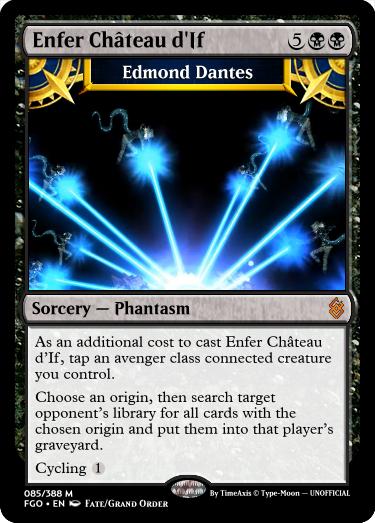 Enfer Château d'If 5
Edmond Dantes
Sorcery — Phantasm
As an additional cost to cast Enfer Château
d'If, tap an avenger class connected creature
you control.
Choose an origin, then search target
opponent's library for all cards with the
chosen origin and put them into that player's
graveyard.
Cycling 1
085/388 M
FGO • EN Fate/Grand Order
By TimeAxis © Type-Moon — UNOFFICIAL